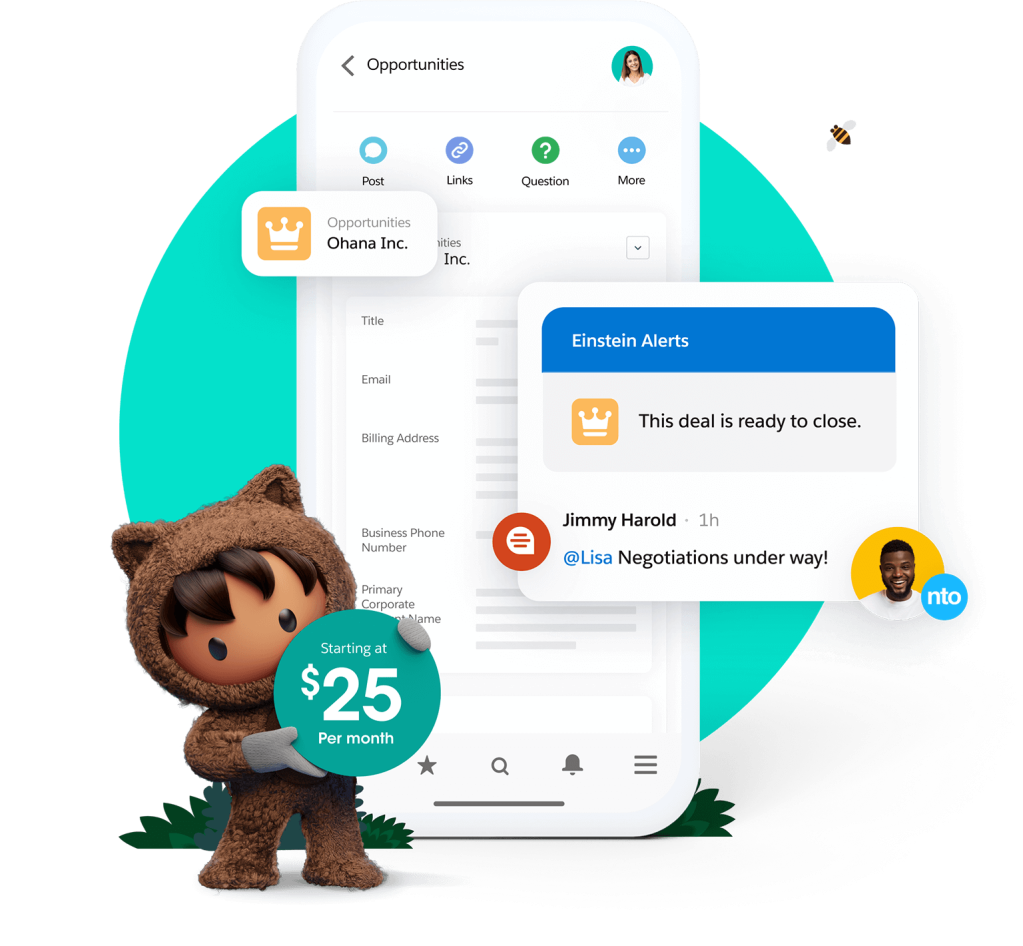 Opportunities
Post
Links
Question
More
Opportunities
Ohana Inc.
ities
Inc.
Title
Email
Billing Address
Business Phone
Number
Primary
Corporate
Name
Einstein Alerts
This deal is ready to close.
Jimmy Harold · 1h
@Lisa Negotiations under way!
nto
Starting at
$25
Per month